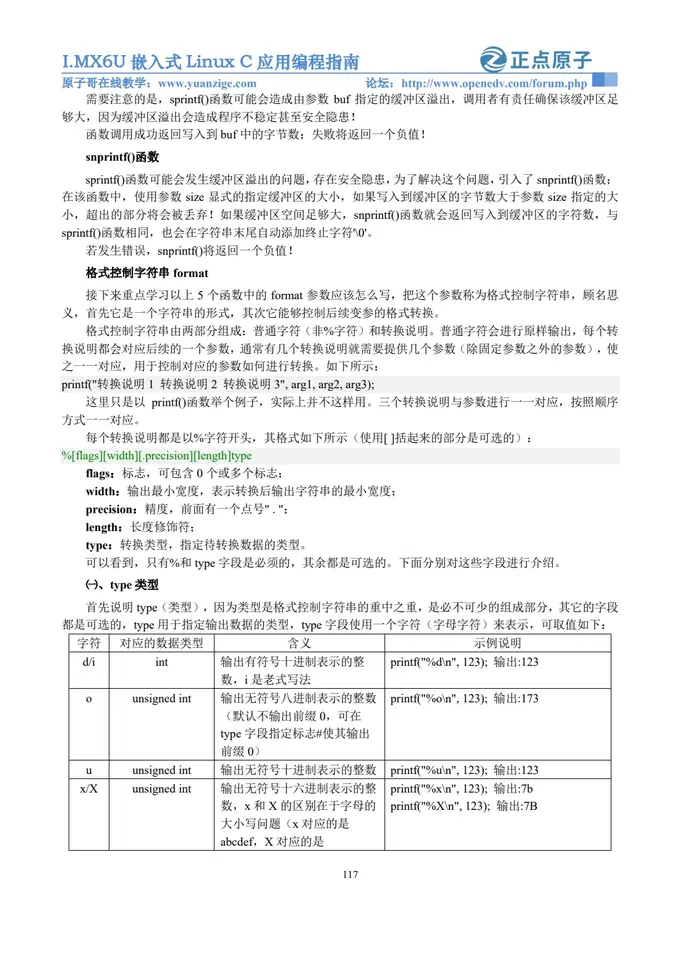 I.MX6U 嵌入式 Linux C 应用编程指南
正点原子
原子哥在线教学：www.yuanzige.com 论坛：http://www.openedv.com/forum.php
需要注意的是，sprintf()函数可能会造成由参数 buf 指定的缓冲区溢出，调用者有责任确保该缓冲区足
够大，因为缓冲区溢出会造成程序不稳定甚至安全隐患！
函数调用成功返回写入到 buf 中的字节数；失败将返回一个负值！
snprintf()函数
sprintf()函数可能会发生缓冲区溢出的问题，存在安全隐患，为了解决这个问题，引入了 snprintf()函数；
在该函数中，使用参数 size 显式的指定缓冲区的大小，如果写入到缓冲区的字节数大于参数 size 指定的大
小，超出的部分将会被丢弃！如果缓冲区空间足够大，snprintf()函数就会返回写入到缓冲区的字符数，与
sprintf()函数相同，也会在字符串末尾自动添加终止字符'\0'。
若发生错误，snprintf()将返回一个负值！
格式控制字符串 format
接下来重点学习以上 5 个函数中的 format 参数应该怎么写，把这个参数称为格式控制字符串，顾名思
义，首先它是一个字符串的形式，其次它能够控制后续变参的格式转换。
格式控制字符串由两部分组成：普通字符（非%字符）和转换说明。普通字符会进行原样输出，每个转
换说明都会对应后续的一个参数，通常有几个转换说明就需要提供几个参数（除固定参数之外的参数），使
之一一对应，用于控制对应的参数如何进行转换。如下所示：
printf("转换说明 1 转换说明 2 转换说明 3", arg1, arg2, arg3);
这里只是以 printf()函数举个例子，实际上并不这样用。三个转换说明与参数进行一一对应，按照顺序
方式一一对应。
每个转换说明都是以%字符开头，其格式如下所示（使用[ ]括起来的部分是可选的）：
%[flags][width][.precision][length]type
flags：标志，可包含 0 个或多个标志；
width：输出最小宽度，表示转换后输出字符串的最小宽度；
precision：精度，前面有一个点号" . "；
length：长度修饰符；
type：转换类型，指定待转换数据的类型。
可以看到，只有%和 type 字段是必须的，其余都是可选的。下面分别对这些字段进行介绍。
㈠、type 类型
首先说明 type（类型），因为类型是格式控制字符串的重中之重，是必不可少的组成部分，其它的字段
都是可选的，type 用于指定输出数据的类型，type 字段使用一个字符（字母字符）来表示，可取值如下：
字符 对应的数据类型 含义 示例说明
d/i int 输出有符号十进制表示的整 printf("%d\n", 123); 输出:123
数，i 是老式写法
o unsigned int 输出无符号八进制表示的整数 printf("%o\n", 123); 输出:173
（默认不输出前缀 0，可在
type 字段指定标志#使其输出
前缀 0）
u unsigned int 输出无符号十进制表示的整数 printf("%u\n", 123); 输出:123
x/X unsigned int 输出无符号十六进制表示的整 printf("%x\n", 123); 输出:7b
数，x 和 X 的区别在于字母的 printf("%X\n", 123); 输出:7B
大小写问题（x 对应的是
abcdef，X 对应的是
117